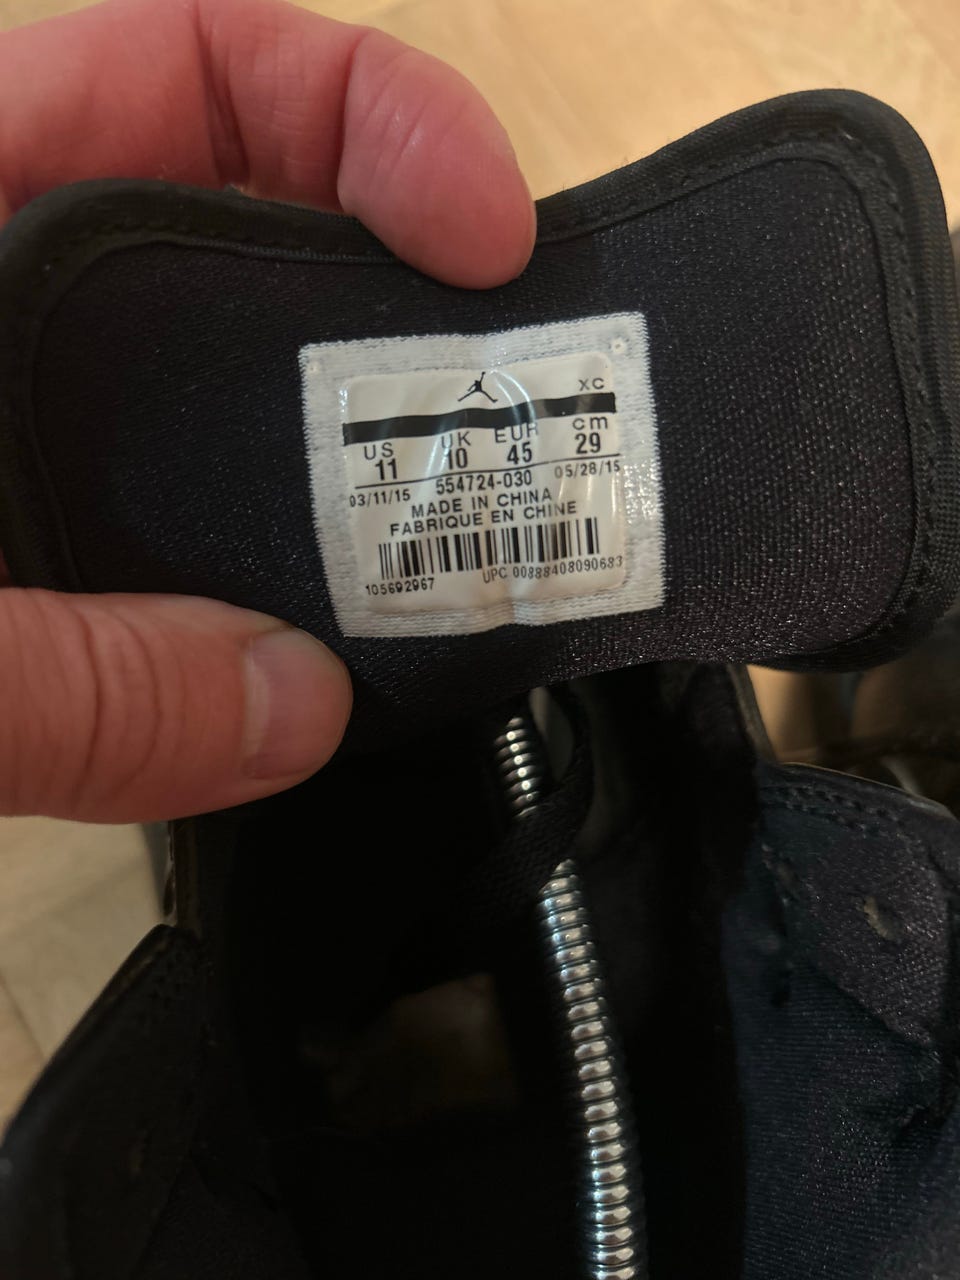 XC
US UK EUR cm
11 10 45 29
03/11/15 554724-030 05/28/15
MADE IN CHINA
FABRIQUE EN CHINE
105692967 UPC 00888408090683